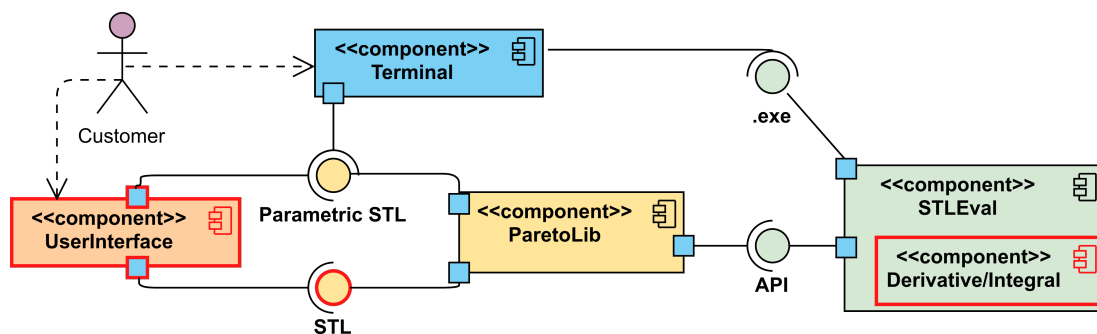 <<component>>
Terminal
Customer
.exe
<<component>>
UserInterface
Parametric STL
<<component>>
ParetoLib
<<component>>
STLEval
<<component>>
Derivative/Integral
API
STL